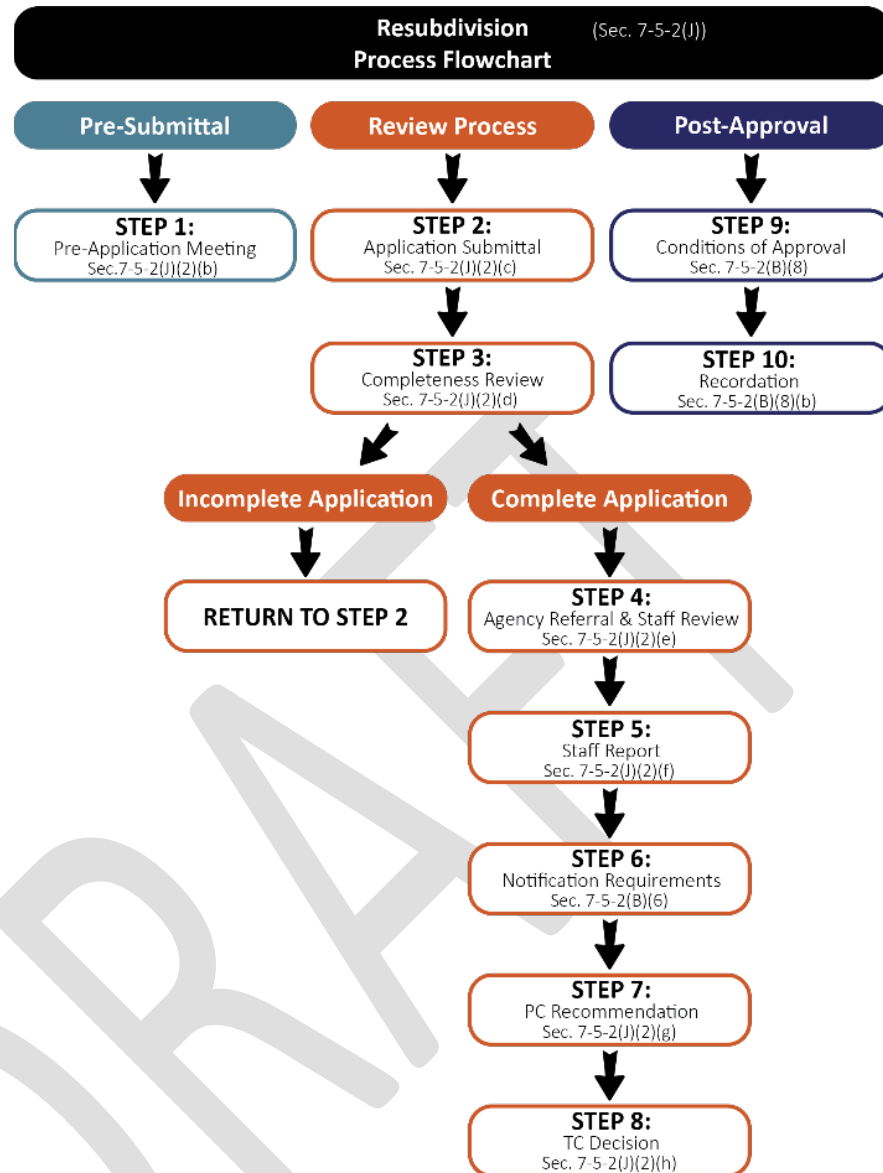 Resubdivision (Sec. 7-5-2(J))
Process Flowchart
Pre-Submittal
STEP 1:
Pre-Application Meeting
Sec.7-5-2(J)(2)(b)
Review Process
STEP 2:
Application Submittal
Sec. 7-5-2(J)(2)(c)
STEP 3:
Completeness Review
Sec. 7-5-2(J)(2)(d)
Incomplete Application
RETURN TO STEP 2
Complete Application
STEP 4:
Agency Referral & Staff Review
Sec. 7-5-2(J)(2)(e)
STEP 5:
Staff Report
Sec. 7-5-2(J)(2)(f)
STEP 6:
Notification Requirements
Sec. 7-5-2(B)(6)
STEP 7:
PC Recommendation
Sec. 7-5-2(J)(2)(g)
STEP 8:
TC Decision
Sec. 7-5-2(J)(2)(h)
Post-Approval
STEP 9:
Conditions of Approval
Sec. 7-5-2(B)(8)
STEP 10:
Recordation
Sec. 7-5-2(B)(8)(b)
DRAFT